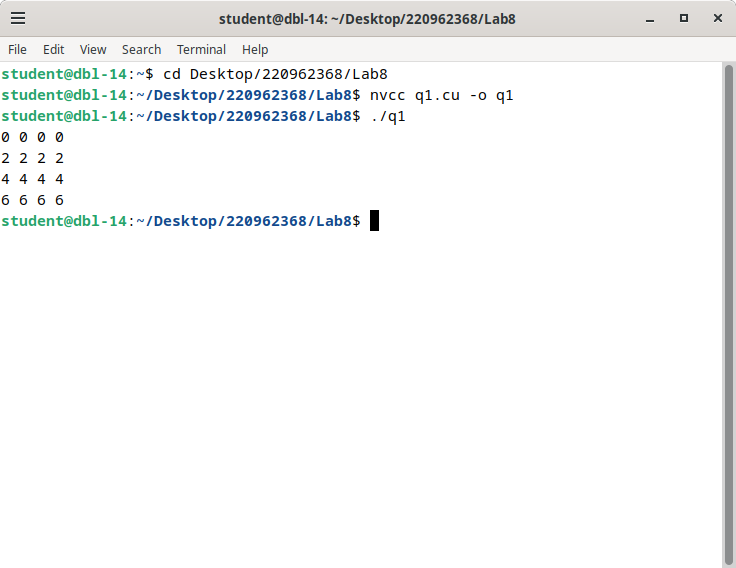 student@dbl-14: ~/Desktop/220962368/Lab8
File Edit View Search Terminal Help
student@dbl-14:~$ cd Desktop/220962368/Lab8
student@dbl-14:~/Desktop/220962368/Lab8$ nvcc q1.cu -o q1
student@dbl-14:~/Desktop/220962368/Lab8$ ./q1
0 0 0 0
2 2 2 2
4 4 4 4
6 6 6 6
student@dbl-14:~/Desktop/220962368/Lab8$